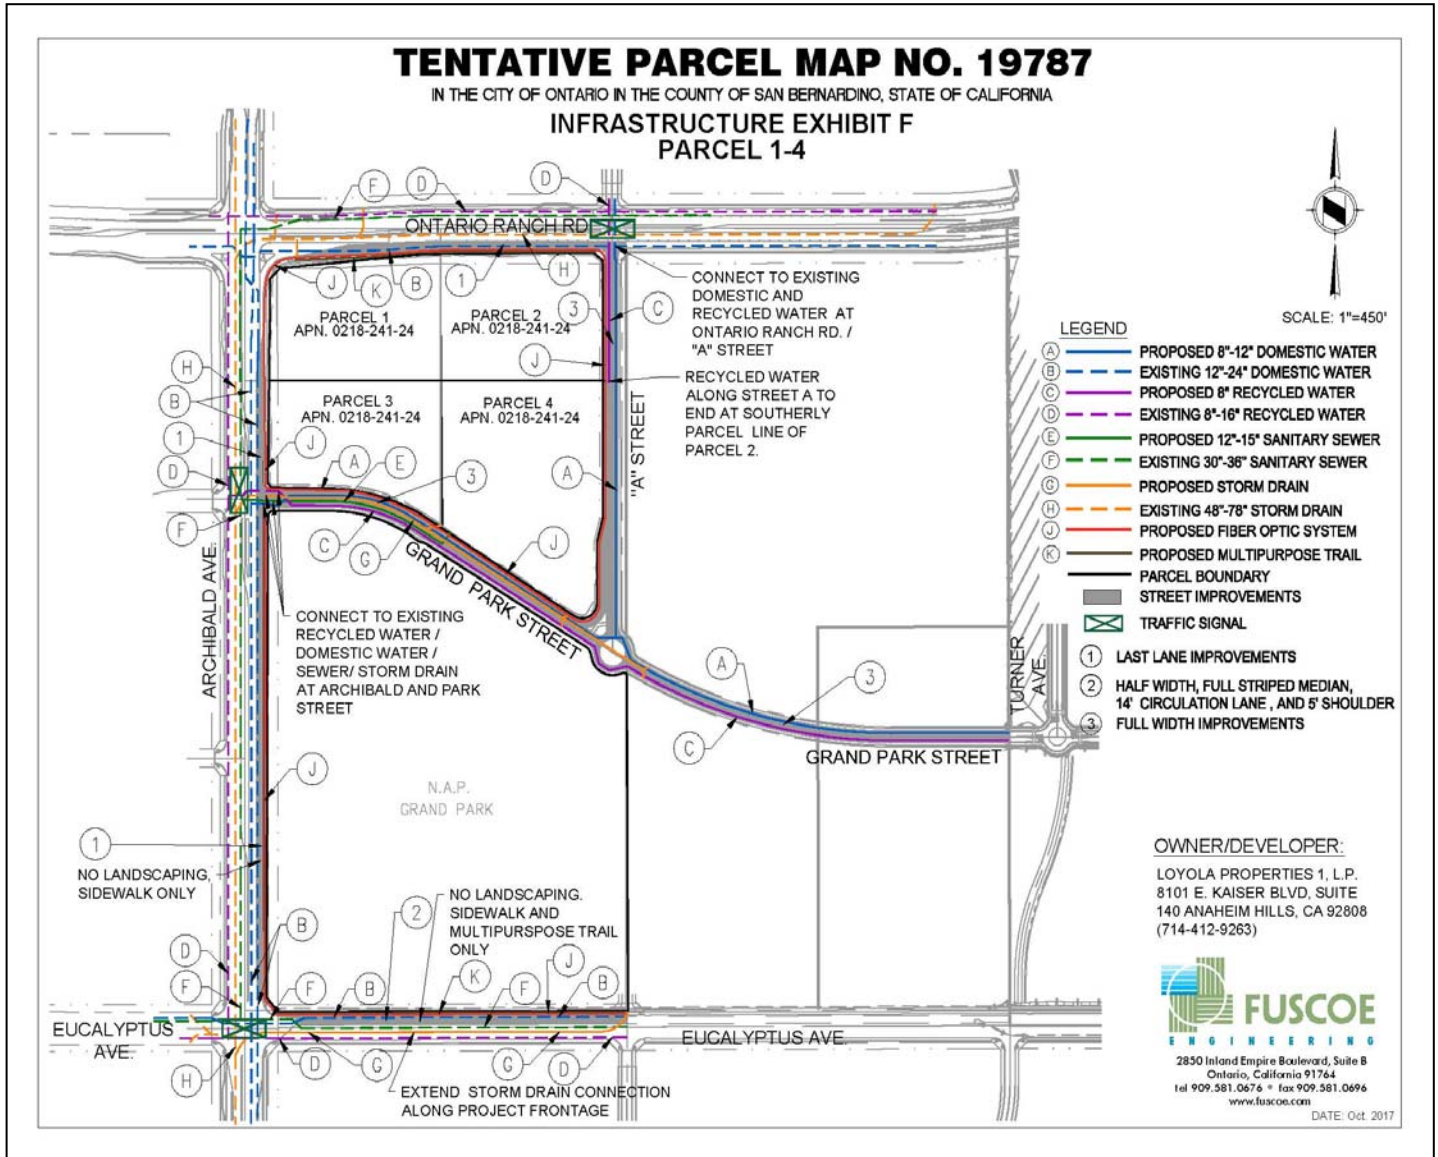 TENTATIVE PARCEL MAP NO. 19787
IN THE CITY OF ONTARIO IN THE COUNTY OF SAN BERNARDINO, STATE OF CALIFORNIA
INFRASTRUCTURE EXHIBIT F
PARCEL 1-4
F
D
D
ONTARIO RANCH RD
J
K
B
1
H
3
C
CONNECT TO EXISTING
DOMESTIC AND
RECYCLED WATER AT
ONTARIO RANCH RD. /
"A" STREET
PARCEL 1
APN. 0218-241-24
PARCEL 2
APN. 0218-241-24
J
H
B
1
D
F
RECYCLED WATER
ALONG STREET A TO
END AT SOUTHERLY
PARCEL LINE OF
PARCEL 2.
PARCEL 3
APN. 0218-241-24
PARCEL 4
APN. 0218-241-24
"A" STREET
J
A
E
3
A
C
G
J
GRAND PARK STREET
ARCHIBALD AVE.
CONNECT TO EXISTING
RECYCLED WATER /
DOMESTIC WATER /
SEWER/ STORM DRAIN
AT ARCHIBALD AND PARK
STREET
A
3
C
GRAND PARK STREET
TURNER
AVE.
J
N.A.P.
GRAND PARK
1
NO LANDSCAPING,
SIDEWALK ONLY
2
NO LANDSCAPING.
SIDEWALK AND
MULTIPURSPOSE TRAIL
ONLY
D
F
B
F
B
K
F
J
B
EUCALYPTUS
AVE.
EUCALYPTUS AVE.
H
D
G
G
D
EXTEND STORM DRAIN CONNECTION
ALONG PROJECT FRONTAGE
SCALE: 1"=450'
LEGEND
A PROPOSED 8"-12" DOMESTIC WATER
B EXISTING 12"-24" DOMESTIC WATER
C PROPOSED 8" RECYCLED WATER
D EXISTING 8"-16" RECYCLED WATER
E PROPOSED 12"-15" SANITARY SEWER
F EXISTING 30"-36" SANITARY SEWER
G PROPOSED STORM DRAIN
H EXISTING 48"-78" STORM DRAIN
J PROPOSED FIBER OPTIC SYSTEM
K PROPOSED MULTIPURPOSE TRAIL
PARCEL BOUNDARY
STREET IMPROVEMENTS
TRAFFIC SIGNAL
1 LAST LANE IMPROVEMENTS
2 HALF WIDTH, FULL STRIPED MEDIAN,
14' CIRCULATION LANE , AND 5' SHOULDER
3 FULL WIDTH IMPROVEMENTS
OWNER/DEVELOPER:
LOYOLA PROPERTIES 1, L.P.
8101 E. KAISER BLVD, SUITE
140 ANAHEIM HILLS, CA 92808
(714-412-9263)
FUSCOE
ENGINEERING
2850 Inland Empire Boulevard, Suite B
Ontario, California 91764
tel 909.581.0676 ° fax 909.581.0696
www.fuscoe.com
DATE: Oct. 2017